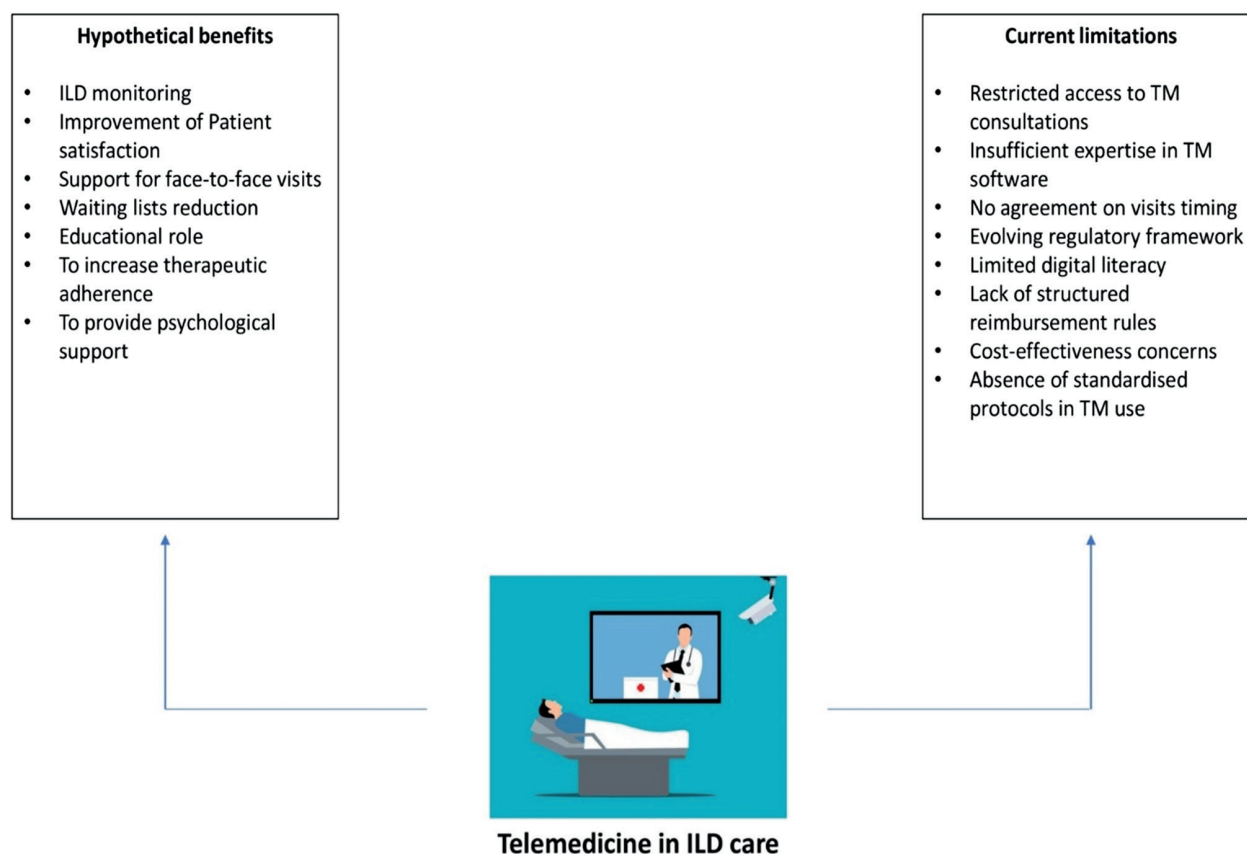 Hypothetical benefits
• ILD monitoring
• Improvement of Patient
satisfaction
• Support for face-to-face visits
• Waiting lists reduction
• Educational role
• To increase therapeutic
adherence
• To provide psychological
support
Current limitations
• Restricted access to TM
consultations
• Insufficient expertise in TM
software
• No agreement on visits timing
• Evolving regulatory framework
• Limited digital literacy
• Lack of structured
reimbursement rules
• Cost-effectiveness concerns
• Absence of standardised
protocols in TM use
Telemedicine in ILD care